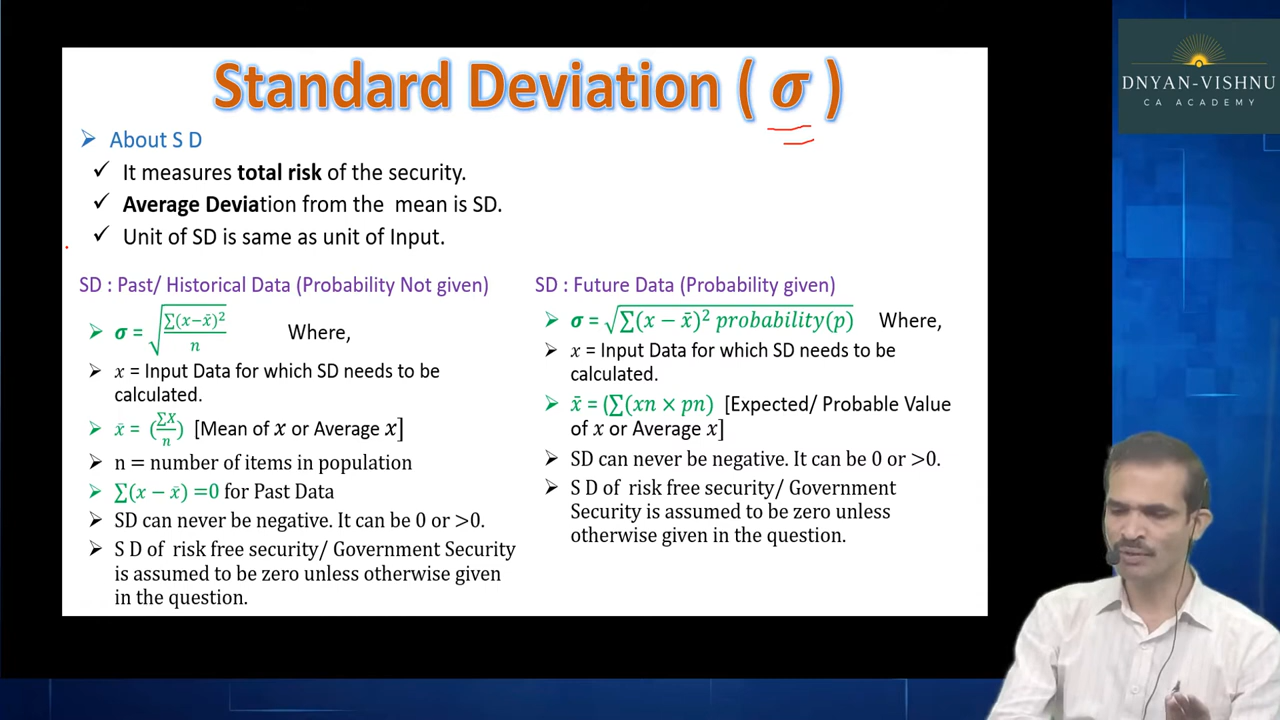 Standard Deviation ( σ )
DNYAN-VISHNU
CA ACADEMY
➢ About S D
✓ It measures total risk of the security.
✓ Average Deviation from the mean is SD.
✓ Unit of SD is same as unit of Input.
SD : Past/ Historical Data (Probability Not given)
➢ σ = √(∑(x−x̄)²/n) Where,
➢ x = Input Data for which SD needs to be
calculated.
➢ x̄ = (∑X/n) [Mean of x or Average x]
➢ n = number of items in population
➢ ∑(x − x̄) =0 for Past Data
➢ SD can never be negative. It can be 0 or >0.
➢ S D of risk free security/ Government Security
is assumed to be zero unless otherwise given
in the question.
SD : Future Data (Probability given)
➢ σ = √∑(x − x̄)² probability(p) Where,
➢ x = Input Data for which SD needs to be
calculated.
➢ x̄ = (∑(xn × pn) [Expected/ Probable Value
of x or Average x]
➢ SD can never be negative. It can be 0 or >0.
➢ S D of risk free security/ Government
Security is assumed to be zero unless
otherwise given in the question.